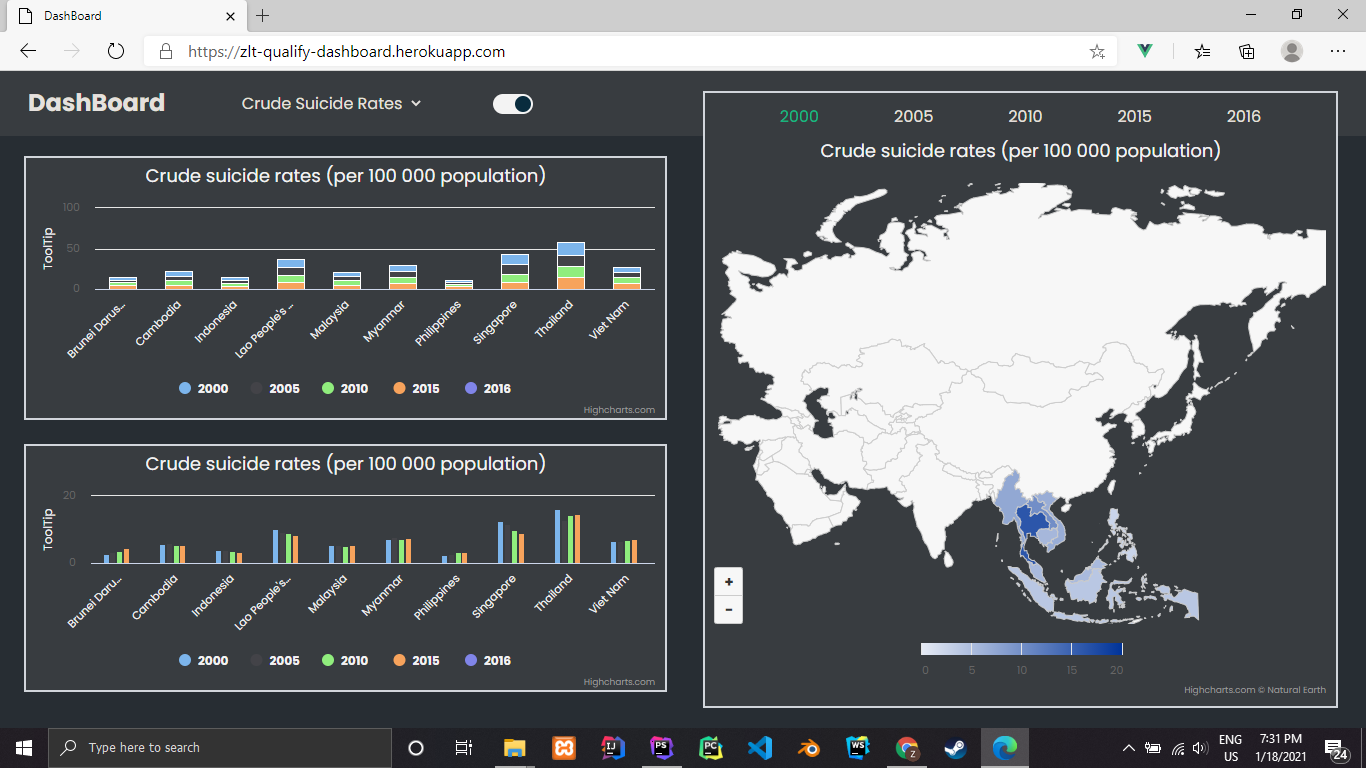 DashBoard
https://zlt-qualify-dashboard.herokuapp.com
DashBoard
Crude Suicide Rates
Crude suicide rates (per 100 000 population)
ToolTip
100
50
0
Brunei Darus…
Cambodia
Indonesia
Lao People's …
Malaysia
Myanmar
Philippines
Singapore
Thailand
Viet Nam
2000 2005 2010 2015 2016
Highcharts.com
Crude suicide rates (per 100 000 population)
ToolTip
20
0
Brunei Daru…
Cambodia
Indonesia
Lao People's…
Malaysia
Myanmar
Philippines
Singapore
Thailand
Viet Nam
2000 2005 2010 2015 2016
Highcharts.com
2000 2005 2010 2015 2016
Crude suicide rates (per 100 000 population)
+
-
0 5 10 15 20
Highcharts.com © Natural Earth
Type here to search
IJ
PS
PC
WS
Z
ENG
US
7:31 PM
1/18/2021
24